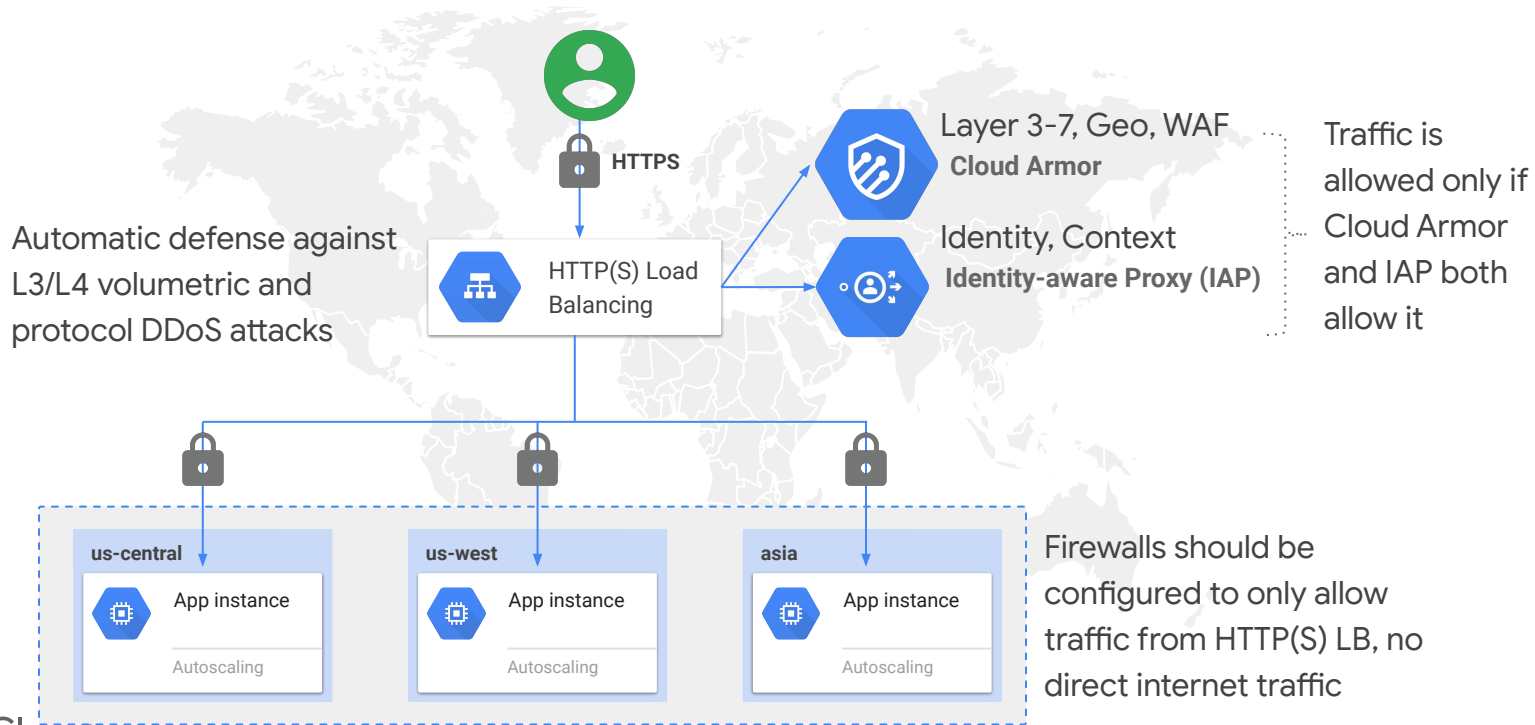 HTTPS
Layer 3-7, Geo, WAF
Cloud Armor
Identity, Context
Identity-aware Proxy (IAP)
Traffic is
allowed only if
Cloud Armor
and IAP both
allow it
Automatic defense against
L3/L4 volumetric and
protocol DDoS attacks
HTTP(S) Load
Balancing
us-central
App instance
Autoscaling
us-west
App instance
Autoscaling
asia
App instance
Autoscaling
Firewalls should be
configured to only allow
traffic from HTTP(S) LB, no
direct internet traffic